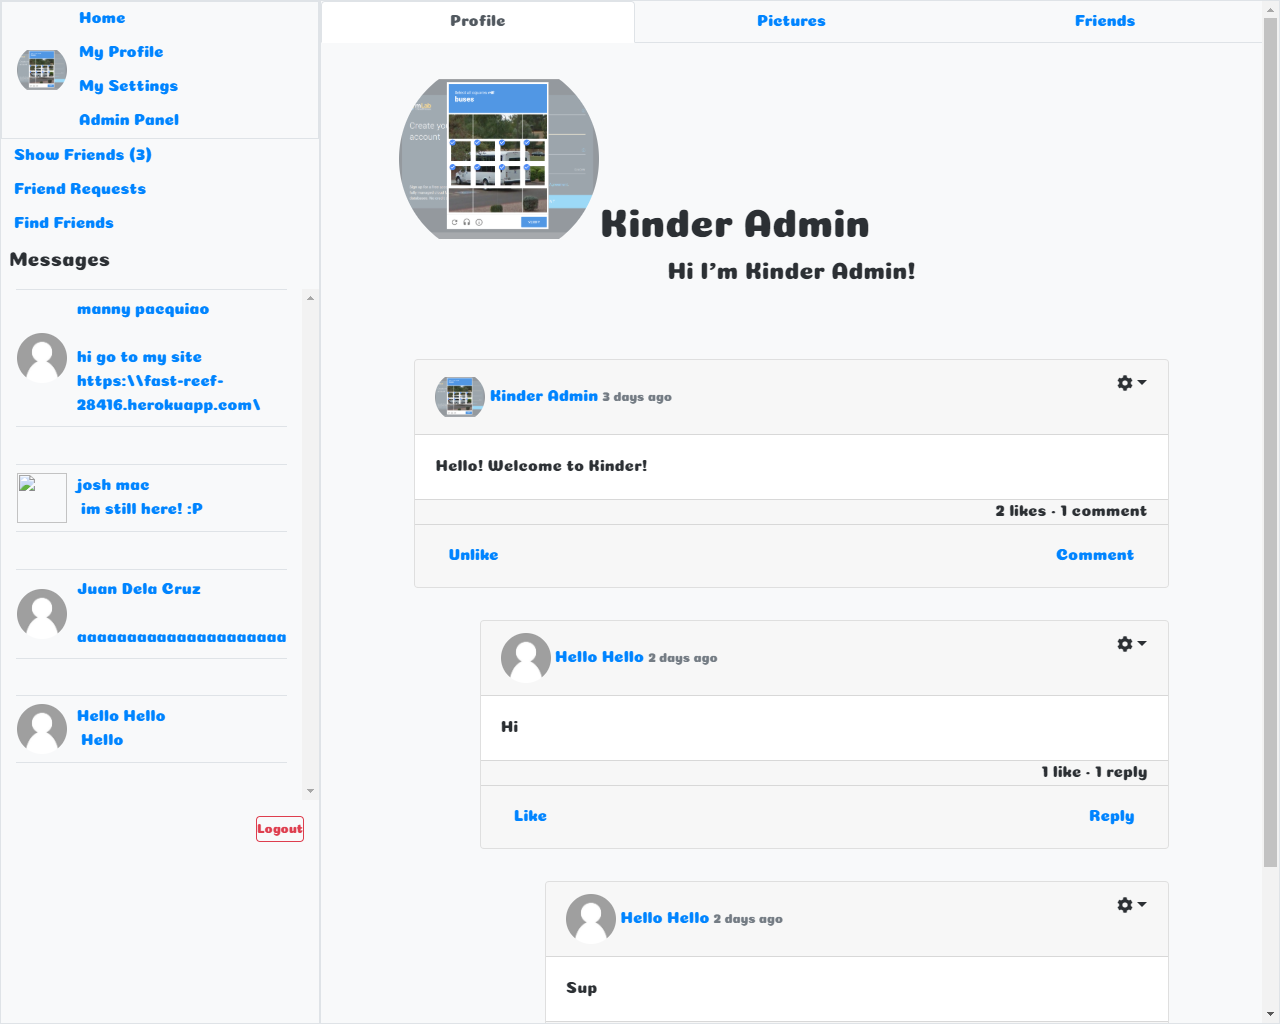 Home
My Profile
My Settings
Admin Panel
Show Friends (3)
Friend Requests
Find Friends
Messages
manny pacquiao
hi go to my site
https:\\fast-reef-
28416.herokuapp.com\
josh mac
im still here! :P
Juan Dela Cruz
aaaaaaaaaaaaaaaaaaaaa
Hello Hello
Hello
Logout
Profile
Pictures
Friends
Create you
account
buses
Kinder Admin
Hi I'm Kinder Admin!
Kinder Admin 3 days ago
Hello! Welcome to Kinder!
2 likes · 1 comment
Unlike
Comment
Hello Hello 2 days ago
Hi
1 like · 1 reply
Like
Reply
Hello Hello 2 days ago
Sup